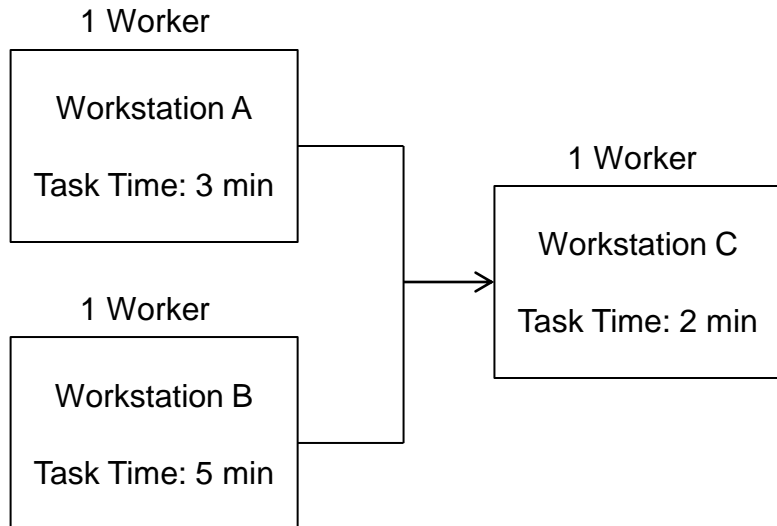 1 Worker
Workstation A
Task Time: 3 min
1 Worker
Workstation B
Task Time: 5 min
1 Worker
Workstation C
Task Time: 2 min